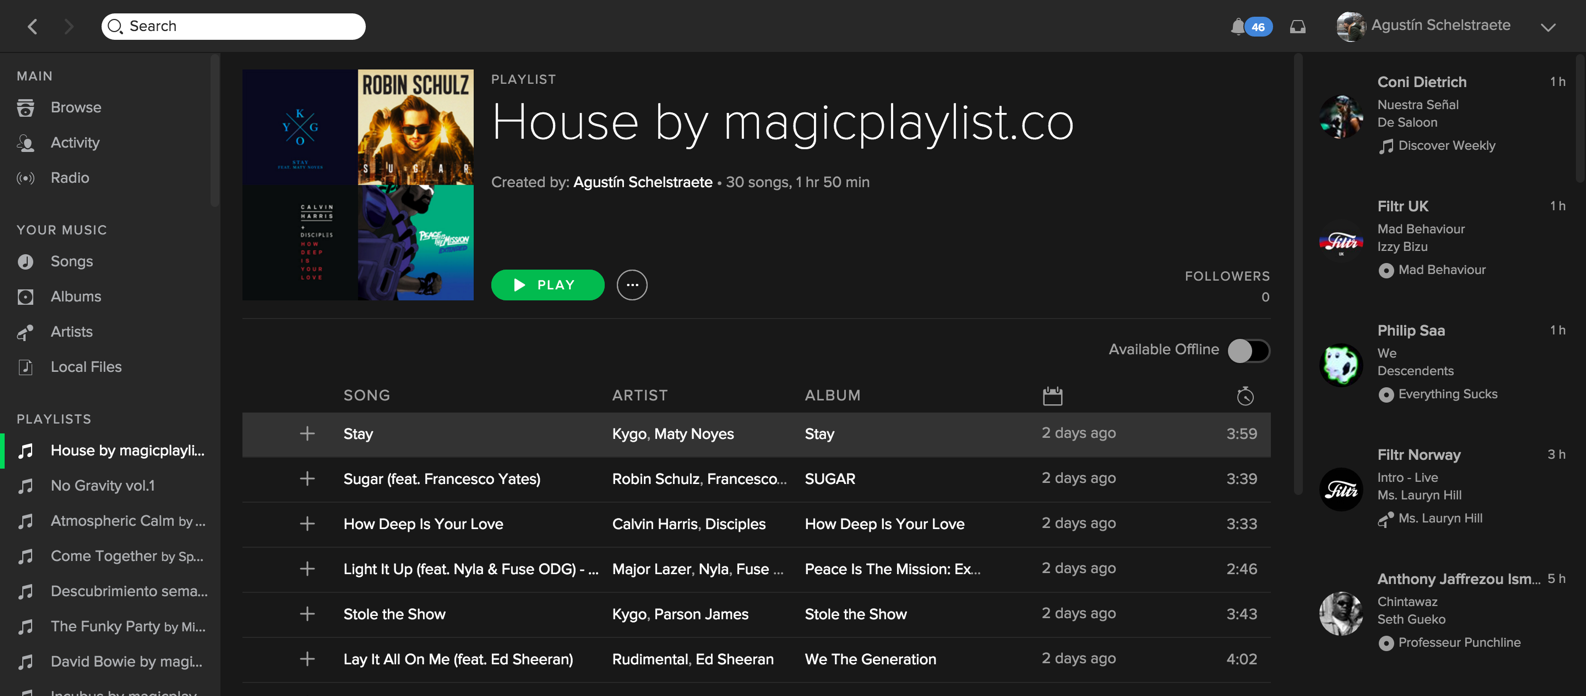 Search
46
Agustín Schelstraete
MAIN
Browse
Activity
Radio
YOUR MUSIC
Songs
Albums
Artists
Local Files
PLAYLISTS
House by magicplayli...
No Gravity vol.1
Atmospheric Calm by ...
Come Together by Sp...
Descubrimiento sema...
The Funky Party by Mi...
David Bowie by magi...
Incubus by magicplay...
KYGO
STAY
FEAT. MATY NOYES
ROBIN SCHULZ
SUGAR
CALVIN
HARRIS
+
DISCIPLES
HOW
DEEP
IS
YOUR
LOVE
PEACE IS THE MISSION
EXTENDED
PLAYLIST
House by magicplaylist.co
Created by: Agustín Schelstraete • 30 songs, 1 hr 50 min
PLAY
FOLLOWERS
0
Available Offline
SONG ARTIST ALBUM
Stay Kygo, Maty Noyes Stay 2 days ago 3:59
Sugar (feat. Francesco Yates) Robin Schulz, Francesco... SUGAR 2 days ago 3:39
How Deep Is Your Love Calvin Harris, Disciples How Deep Is Your Love 2 days ago 3:33
Light It Up (feat. Nyla & Fuse ODG) - ... Major Lazer, Nyla, Fuse ... Peace Is The Mission: Ex... 2 days ago 2:46
Stole the Show Kygo, Parson James Stole the Show 2 days ago 3:43
Lay It All On Me (feat. Ed Sheeran) Rudimental, Ed Sheeran We The Generation 2 days ago 4:02
Coni Dietrich 1 h
Nuestra Señal
De Saloon
Discover Weekly
Filtr UK 1 h
Filtr
UK
Mad Behaviour
Izzy Bizu
Mad Behaviour
Philip Saa 1 h
We
Descendents
Everything Sucks
Filtr Norway 3 h
Filtr
Intro - Live
Ms. Lauryn Hill
Ms. Lauryn Hill
Anthony Jaffrezou Ism... 5 h
Chintawaz
Seth Gueko
Professeur Punchline